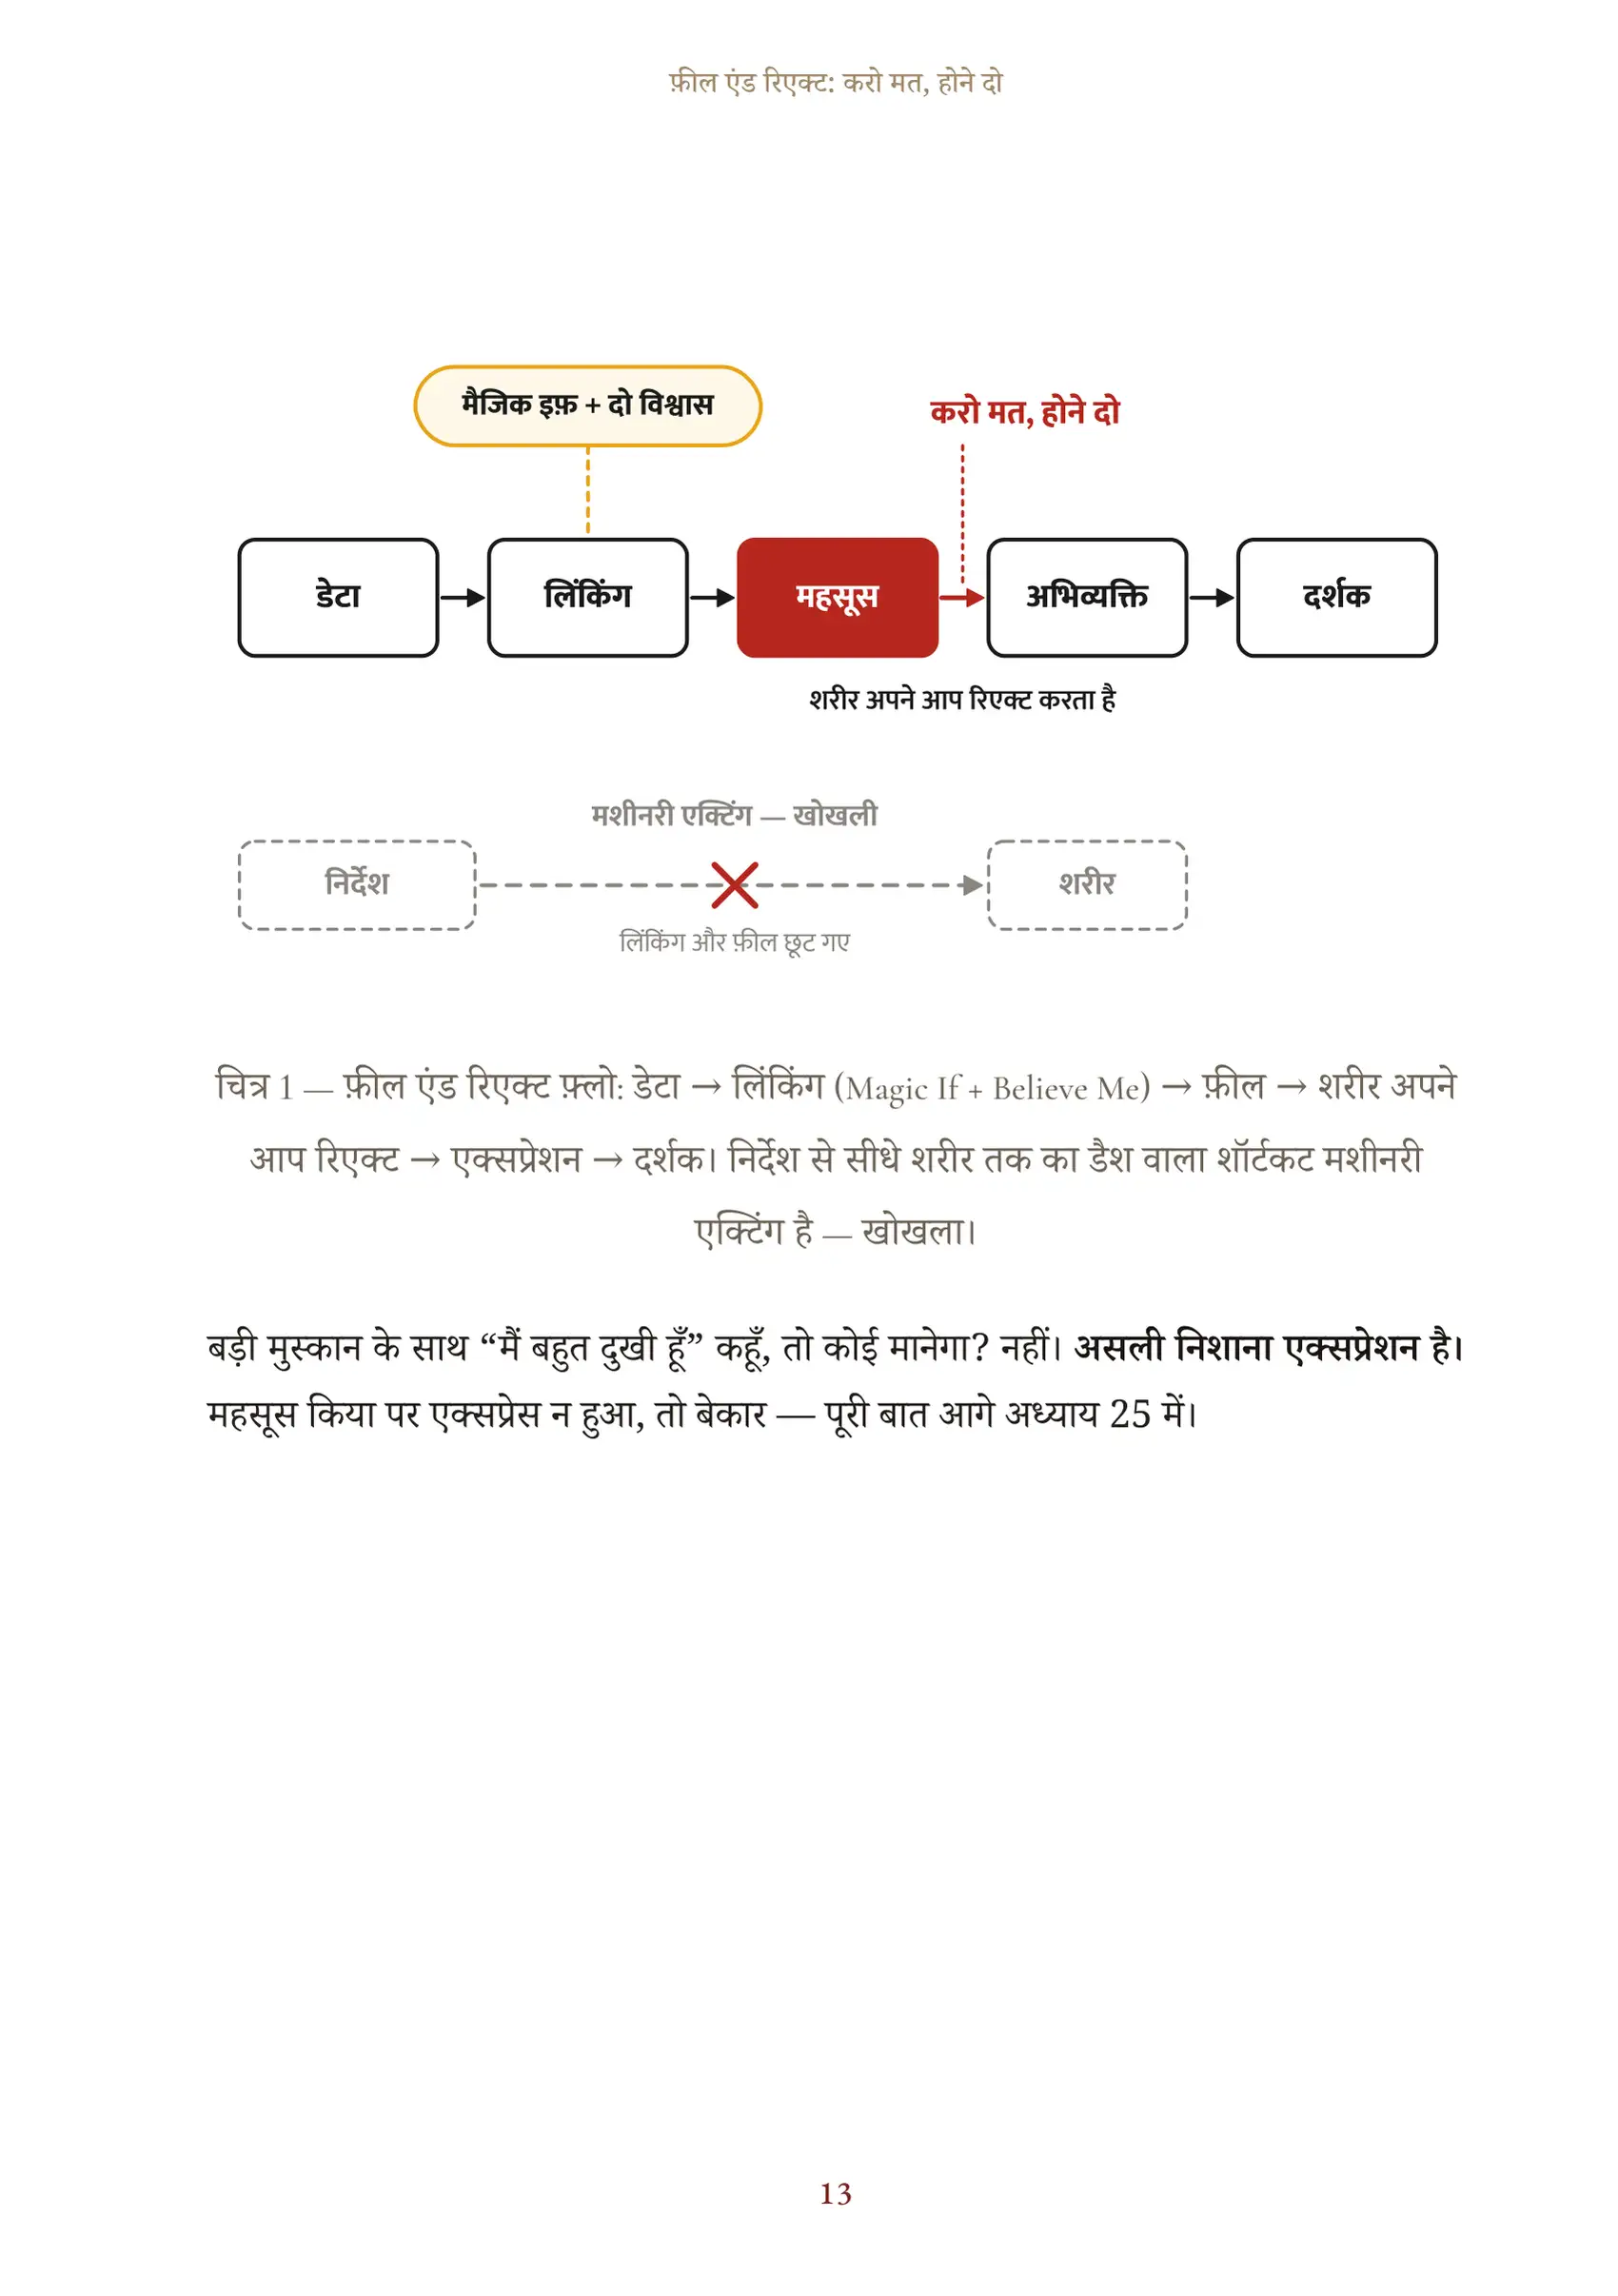 फ़ील एंड रिएक्ट: करो मत, होने दो
मैजिक इफ़ + दो विश्वास
करो मत, होने दो
डेटा
लिंकिंग
महसूस
अभिव्यक्ति
दर्शक
शरीर अपने आप रिएक्ट करता है
मशीनरी एक्टिंग — खोखली
निर्देश
शरीर
लिंकिंग और फ़ील छूट गए
चित्र 1 — फ़ील एंड रिएक्ट फ़्लो: डेटा → लिंकिंग (Magic If + Believe Me) → फ़ील → शरीर अपने
आप रिएक्ट → एक्सप्रेशन → दर्शक। निर्देश से सीधे शरीर तक का डैश वाला शॉर्टकट मशीनरी
एक्टिंग है — खोखला।
बड़ी मुस्कान के साथ “मैं बहुत दुखी हूँ” कहूँ, तो कोई मानेगा? नहीं। असली निशाना एक्सप्रेशन है।
महसूस किया पर एक्सप्रेस न हुआ, तो बेकार — पूरी बात आगे अध्याय 25 में।
13